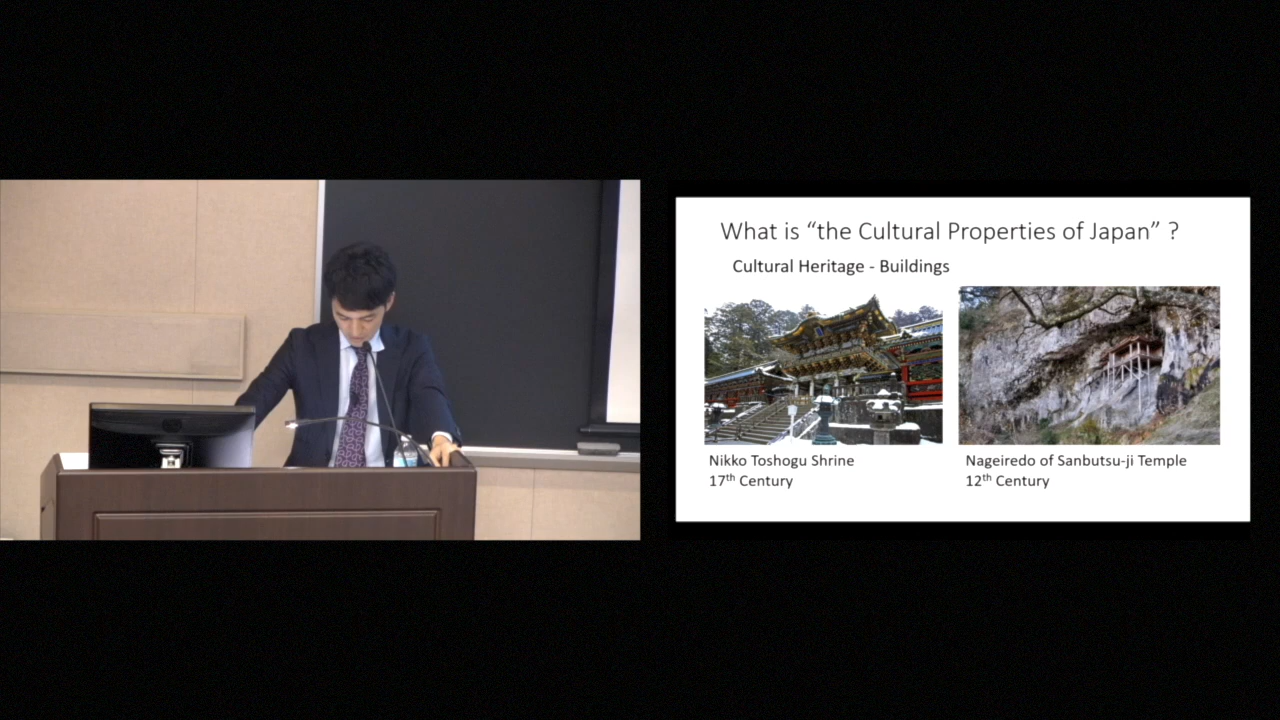 What is “the Cultural Properties of Japan” ?
Cultural Heritage - Buildings
Nikko Toshogu Shrine
17th Century
Nageiredo of Sanbutsu-ji Temple
12th Century